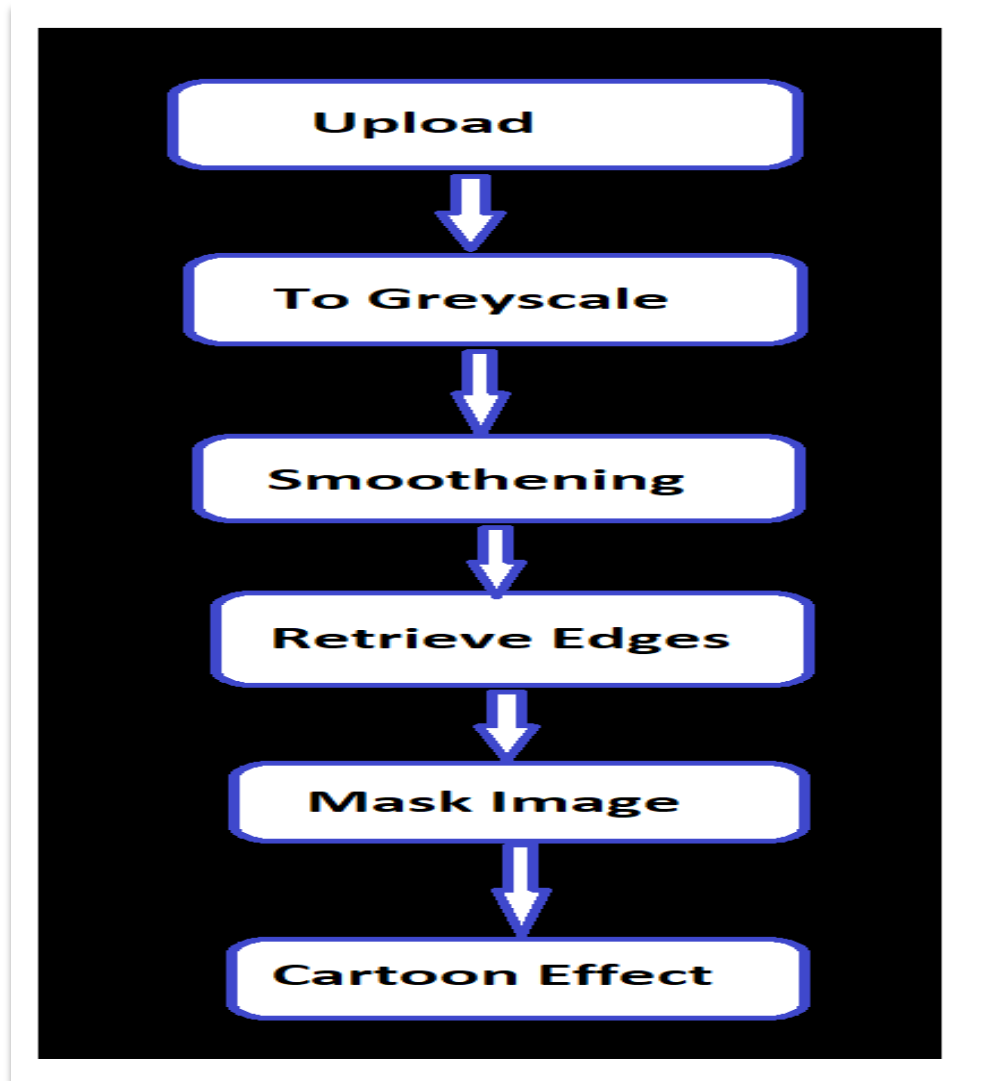 Upload
To Greyscale
Smoothening
Retrieve Edges
Mask Image
Cartoon Effect